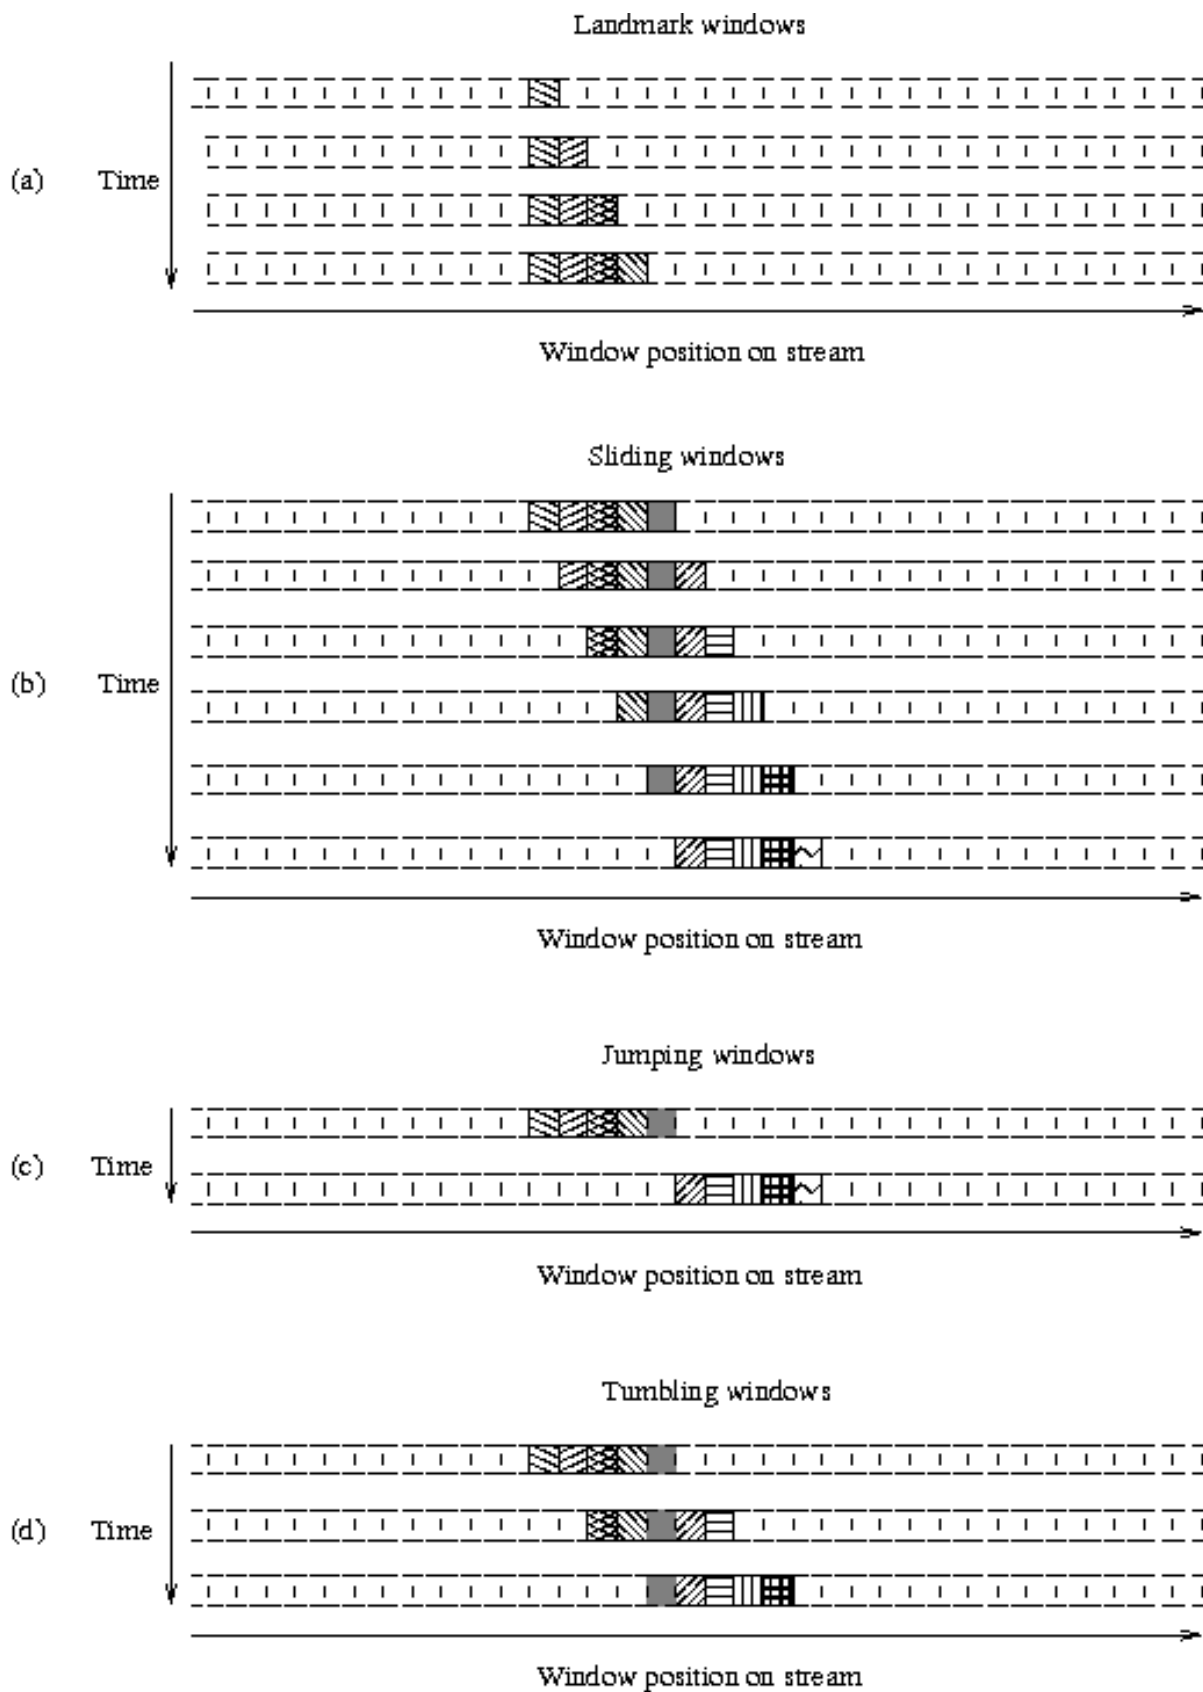 Landmark windows
(a) Time
Window position on stream
Sliding windows
(b) Time
Window position on stream
Jumping windows
(c) Time
Window position on stream
Tumbling windows
(d) Time
Window position on stream